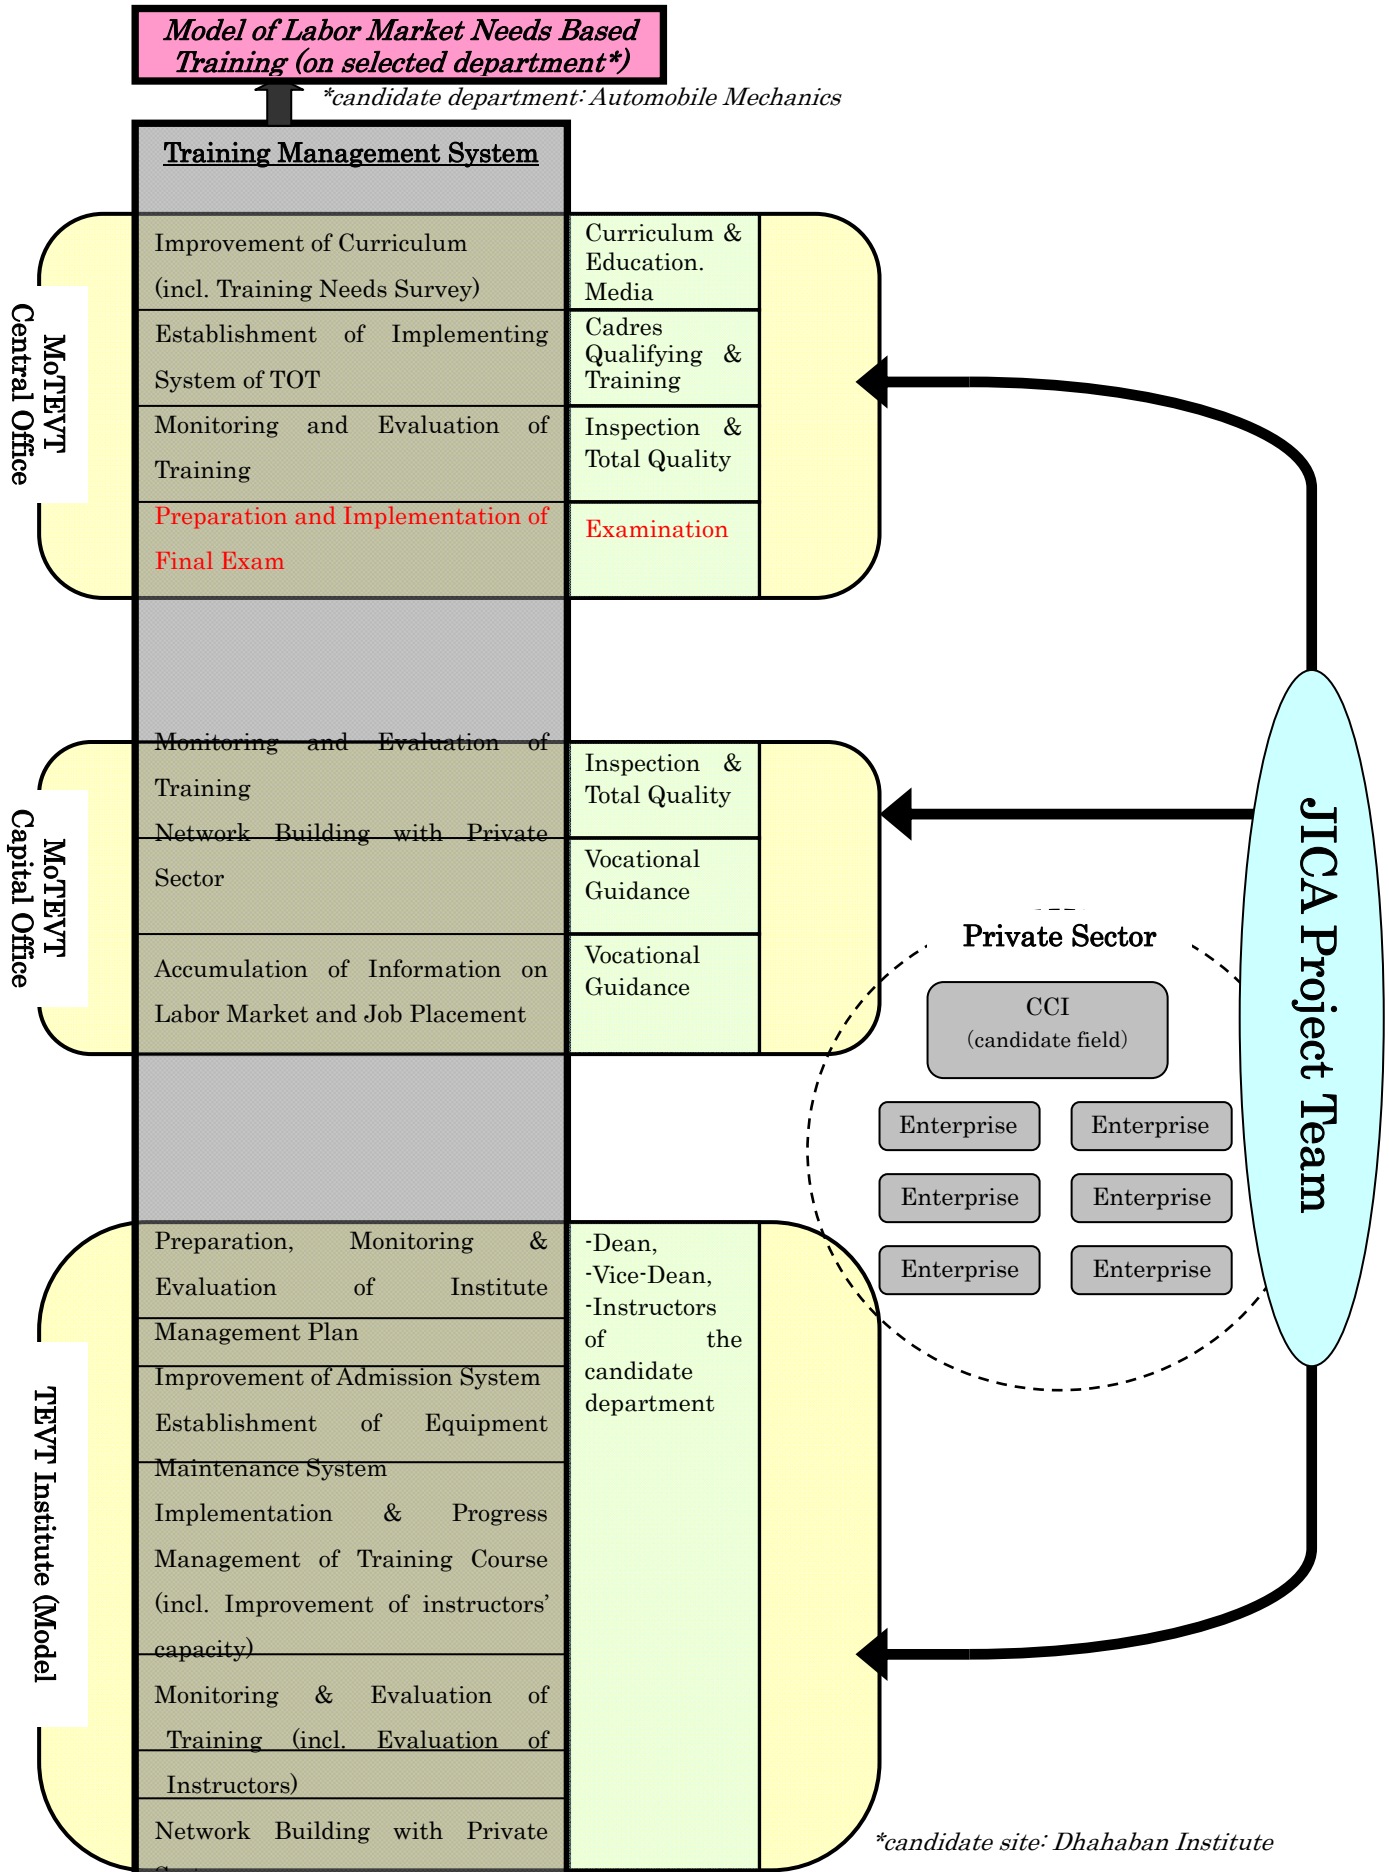 Model of Labor Market Needs Based
Training (on selected department*)
*candidate department: Automobile Mechanics
Training Management System
MoTEVT
Central Office
Improvement of Curriculum
(incl. Training Needs Survey)
Curriculum &
Education.
Media
Establishment of Implementing
System of TOT
Cadres
Qualifying &
Training
Monitoring and Evaluation of
Training
Inspection &
Total Quality
Preparation and Implementation of
Final Exam
Examination
MoTEVT
Capital Office
Monitoring and Evaluation of
Training
Inspection &
Total Quality
Network Building with Private
Sector
Vocational
Guidance
Accumulation of Information on
Labor Market and Job Placement
Vocational
Guidance
JICA Project Team
Private Sector
CCI
(candidate field)
Enterprise
Enterprise
Enterprise
Enterprise
Enterprise
Enterprise
TEVT Institute (Model
Preparation, Monitoring &
Evaluation of Institute
Management Plan
Improvement of Admission System
Establishment of Equipment
Maintenance System
Implementation & Progress
Management of Training Course
(incl. Improvement of instructors'
capacity)
Monitoring & Evaluation of
Training (incl. Evaluation of
Instructors)
Network Building with Private
-Dean,
-Vice-Dean,
-Instructors
of the
candidate
department
*candidate site: Dhahaban Institute